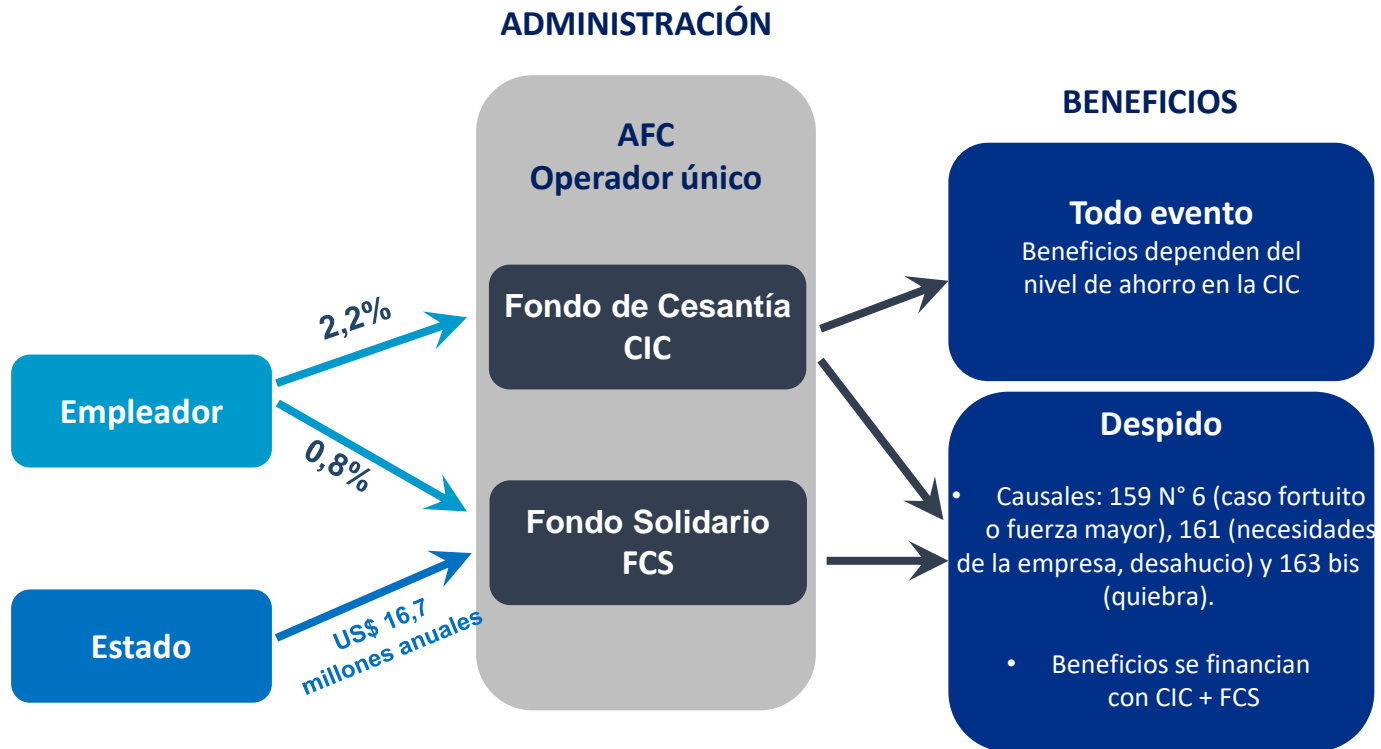 ADMINISTRACIÓN
AFC
Operador único
2,2%
Fondo de Cesantía
CIC
Empleador
0,8%
Fondo Solidario
FCS
Estado
US$ 16,7
millones anuales
BENEFICIOS
Todo evento
Beneficios dependen del
nivel de ahorro en la CIC
Despido
• Causales: 159 N° 6 (caso fortuito
o fuerza mayor), 161 (necesidades
de la empresa, desahucio) y 163 bis
(quiebra).
• Beneficios se financian
con CIC + FCS